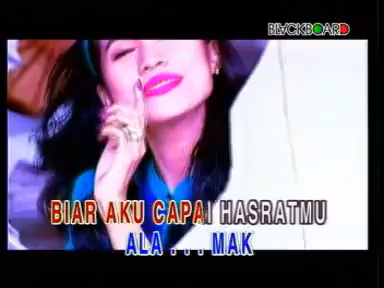 BLACKBOARD
BIAR AKU CAPAI HASRATMU
ALA . . . MAK